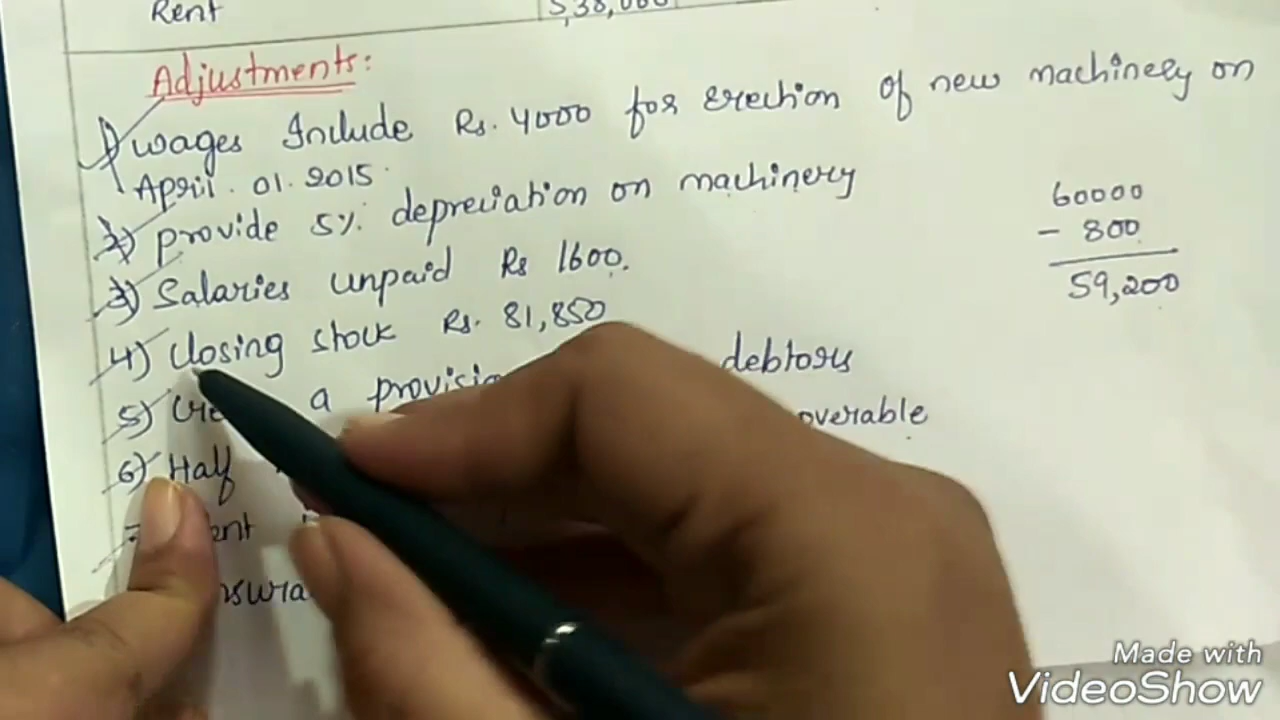 Rent 5,38,000
Adjustments:
1) wages Include Rs. 4000 for Erection of new machinery on
April. 01. 2015.
2) provide 5% depreciation on machinery
60000
- 800
59,200
3) Salaries unpaid Rs 1600.
4) Closing stock Rs. 81,850
5) a debtors
6) Half
Made with
VideoShow